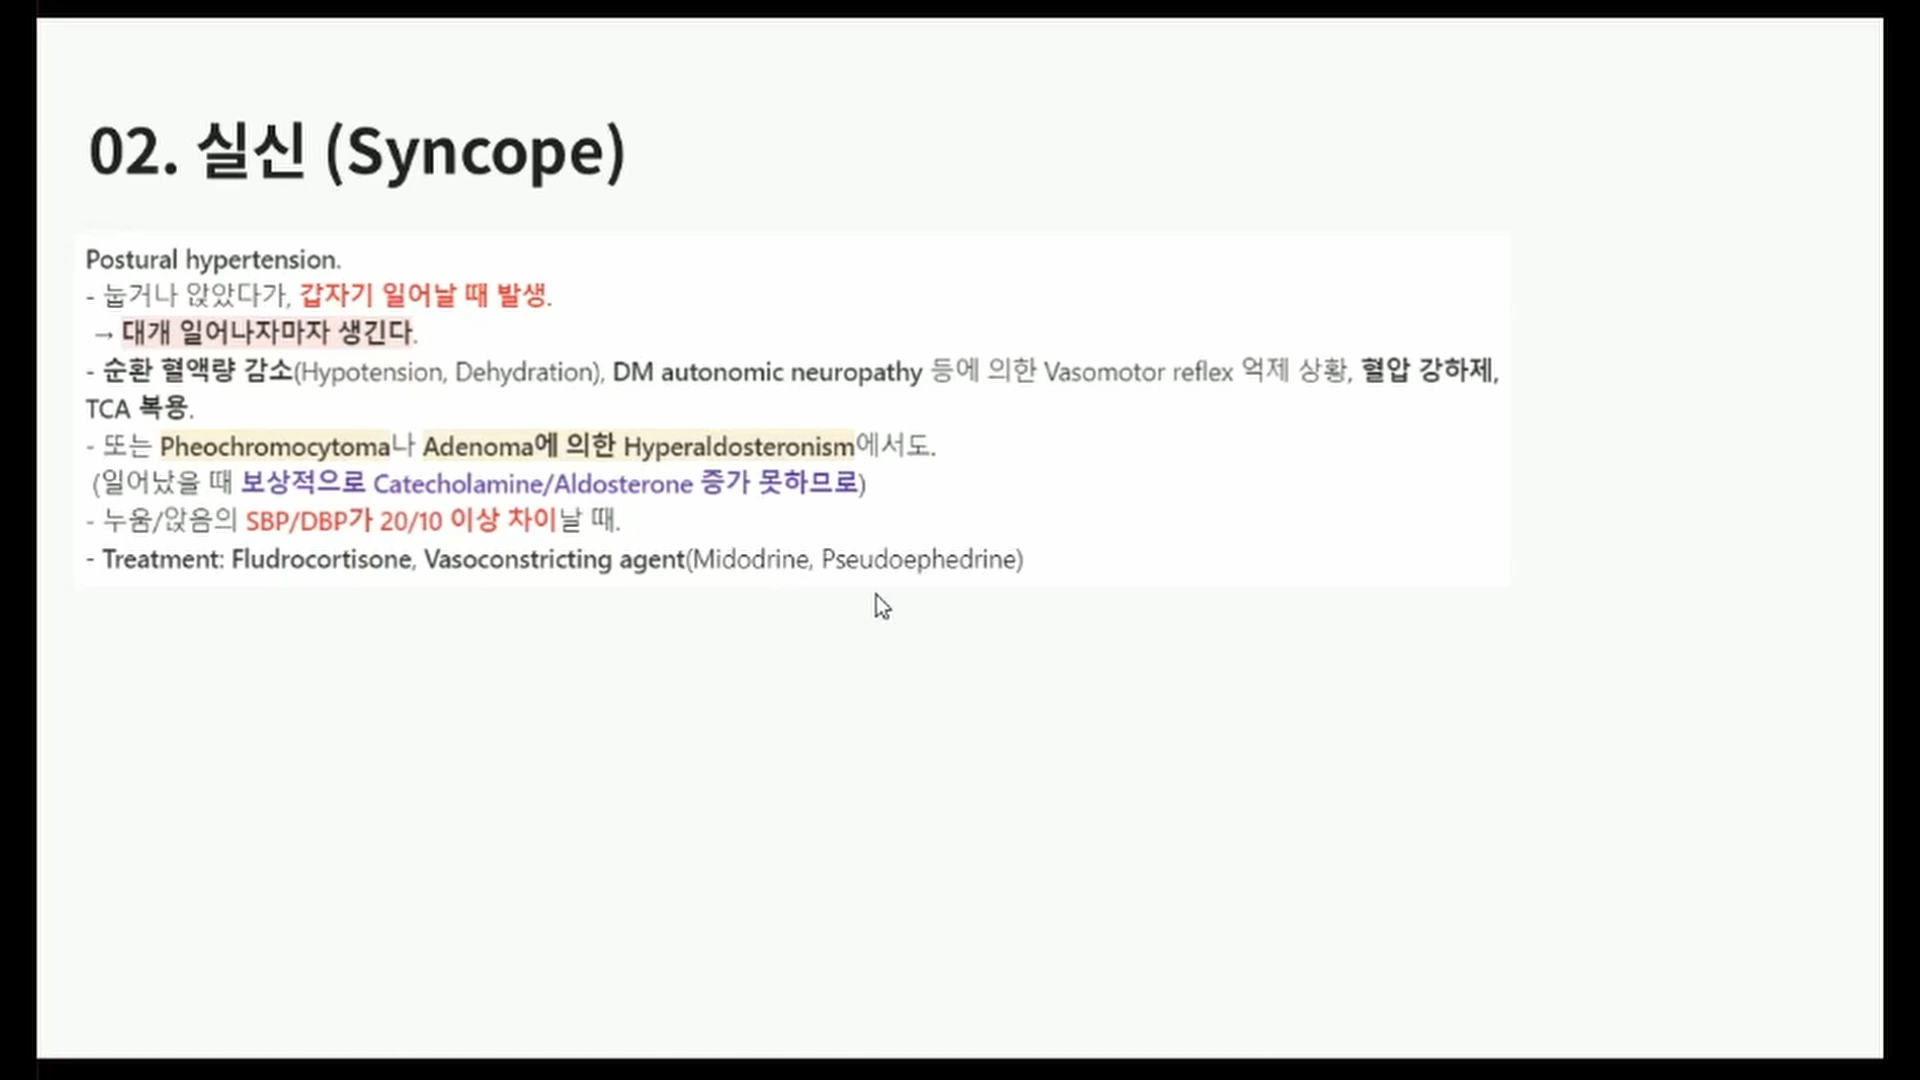 02. 실신 (Syncope)
Postural hypertension.
- 눕거나 앉았다가, 갑자기 일어날 때 발생.
→ 대개 일어나자마자 생긴다.
- 순환 혈액량 감소(Hypotension, Dehydration), DM autonomic neuropathy 등에 의한 Vasomotor reflex 억제 상황, 혈압 강하제,
TCA 복용.
- 또는 Pheochromocytoma나 Adenoma에 의한 Hyperaldosteronism에서도.
(일어났을 때 보상적으로 Catecholamine/Aldosterone 증가 못하므로)
- 누움/앉음의 SBP/DBP가 20/10 이상 차이날 때.
- Treatment: Fludrocortisone, Vasoconstricting agent(Midodrine, Pseudoephedrine)